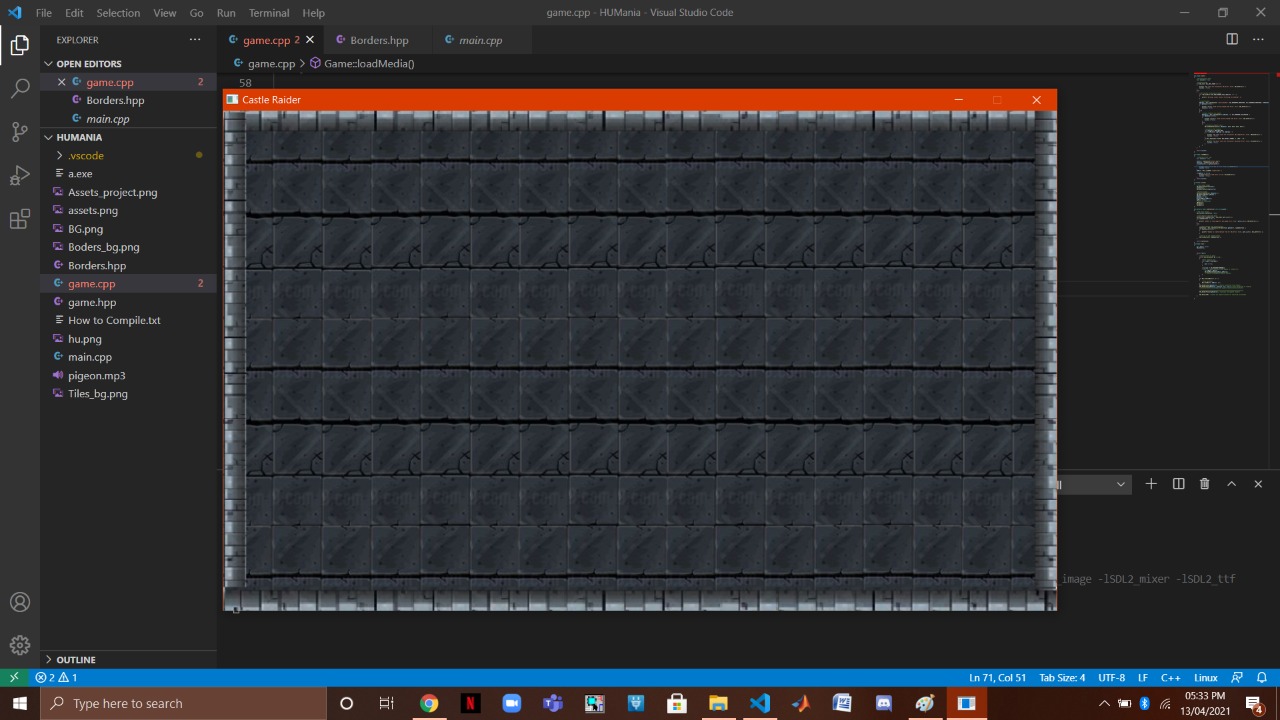 File Edit Selection View Go Run Terminal Help
game.cpp - HUMania - Visual Studio Code
EXPLORER
game.cpp 2
Borders.hpp
main.cpp
OPEN EDITORS
game.cpp > Game::loadMedia()
game.cpp 2
58
Borders.hpp
Castle Raider
main.cpp
HUMANIA
.vscode
a.exe
Assets_project.png
assets.png
BG.png
Boders_bg.png
Borders.hpp
game.cpp 2
game.hpp
How to Compile.txt
hu.png
main.cpp
pigeon.mp3
Tiles_bg.png
image -lSDL2_mixer -lSDL2_ttf
OUTLINE
2 1
Ln 71, Col 51 Tab Size: 4 UTF-8 LF C++ Linux
Type here to search
05:33 PM
13/04/2021
4